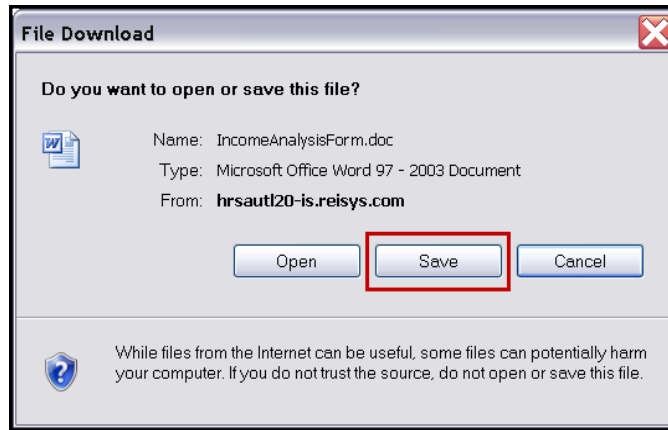 File Download
Do you want to open or save this file?
Name: IncomeAnalysisForm.doc
Type: Microsoft Office Word 97 - 2003 Document
From: hrsautl20-is.reisys.com
Open Save Cancel
While files from the Internet can be useful, some files can potentially harm
your computer. If you do not trust the source, do not open or save this file.